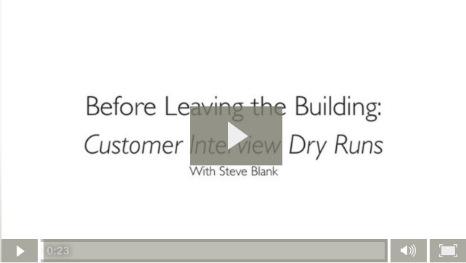 Before Leaving the Building:
Customer Interview Dry Runs
With Steve Blank
0:23